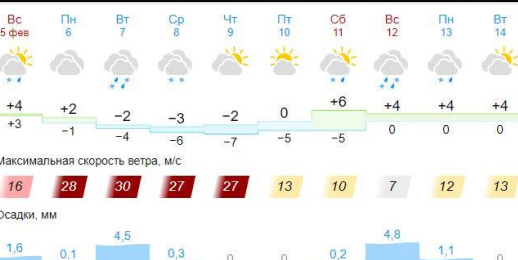 Вс Пн Вт Ср Чт Пт Сб Вс Пн Вт
5 фев 6 7 8 9 10 11 12 13 14
+4 +2 −2 −3 −2 0 +6 +4 +4 +4
+3 −1 −4 −6 −7 −5 −5 0 0 0
Максимальная скорость ветра, м/с
16 28 30 27 27 13 10 7 12 13
Осадки, мм
1,6 0,1 4,5 0,3 0 0 0,2 4,8 1,1 0